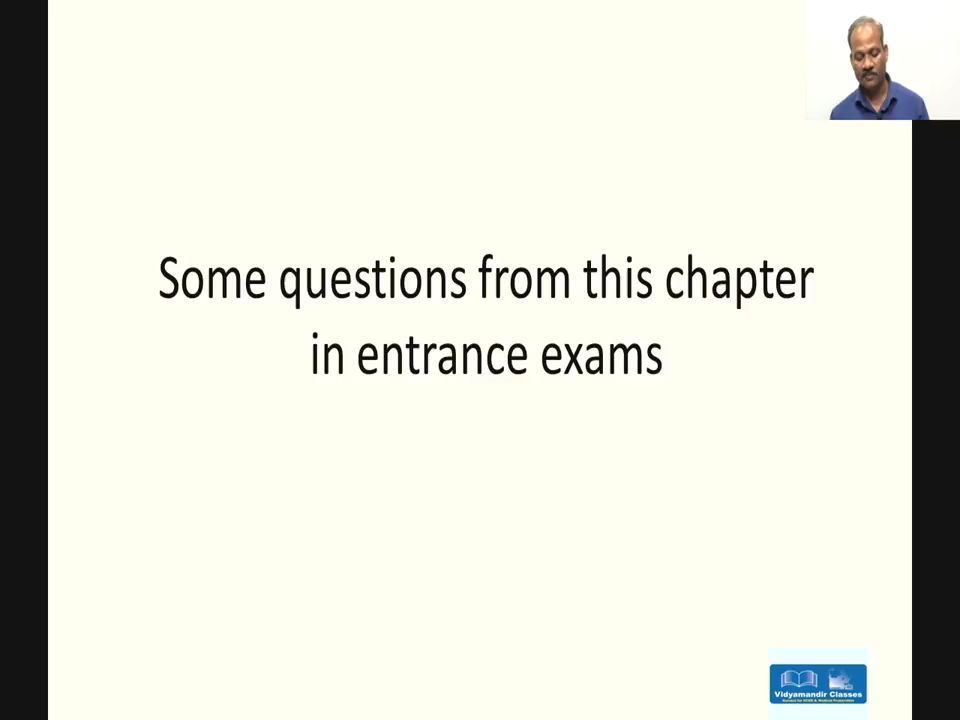 Some questions from this chapter
in entrance exams
Vidyamandir Classes